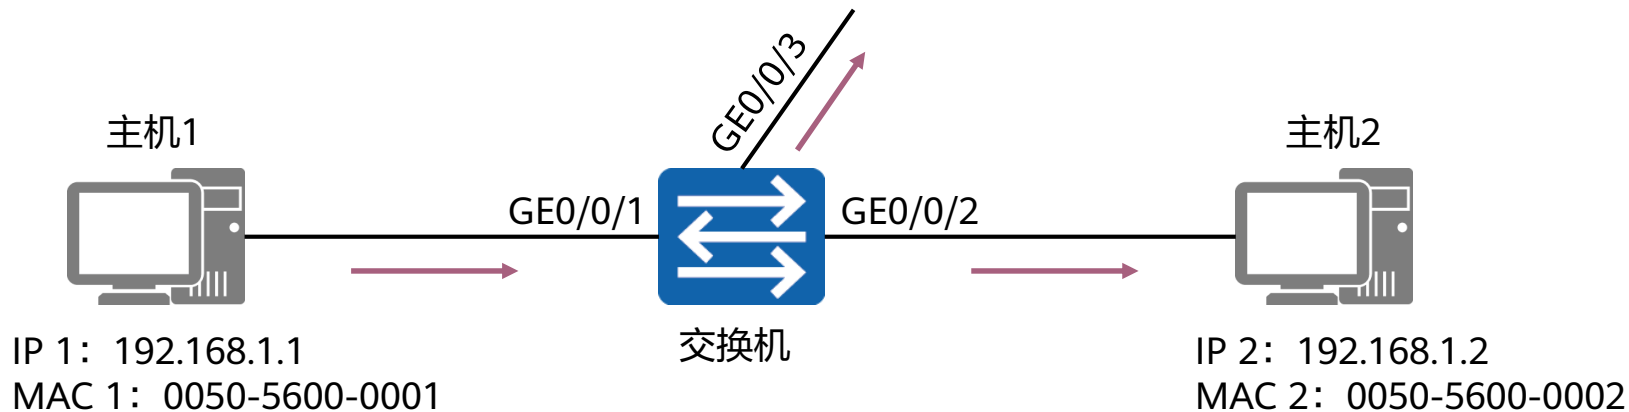 GE0/0/3
主机1
主机2
GE0/0/1
GE0/0/2
交换机
IP 1：192.168.1.1
MAC 1：0050-5600-0001
IP 2：192.168.1.2
MAC 2：0050-5600-0002